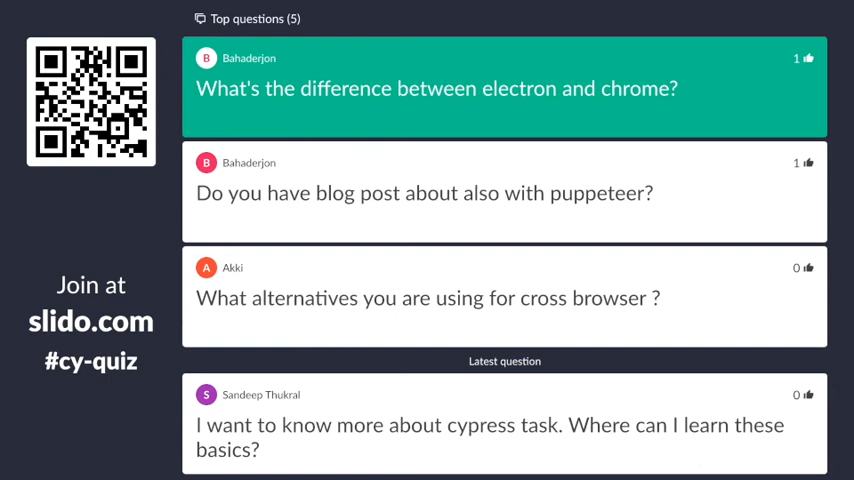 Top questions (5)
B Bahaderjon 1
What's the difference between electron and chrome?
B Bahaderjon 1
Do you have blog post about also with puppeteer?
A Akki 0
What alternatives you are using for cross browser ?
Join at
slido.com
#cy-quiz
Latest question
S Sandeep Thukral 0
I want to know more about cypress task. Where can I learn these
basics?